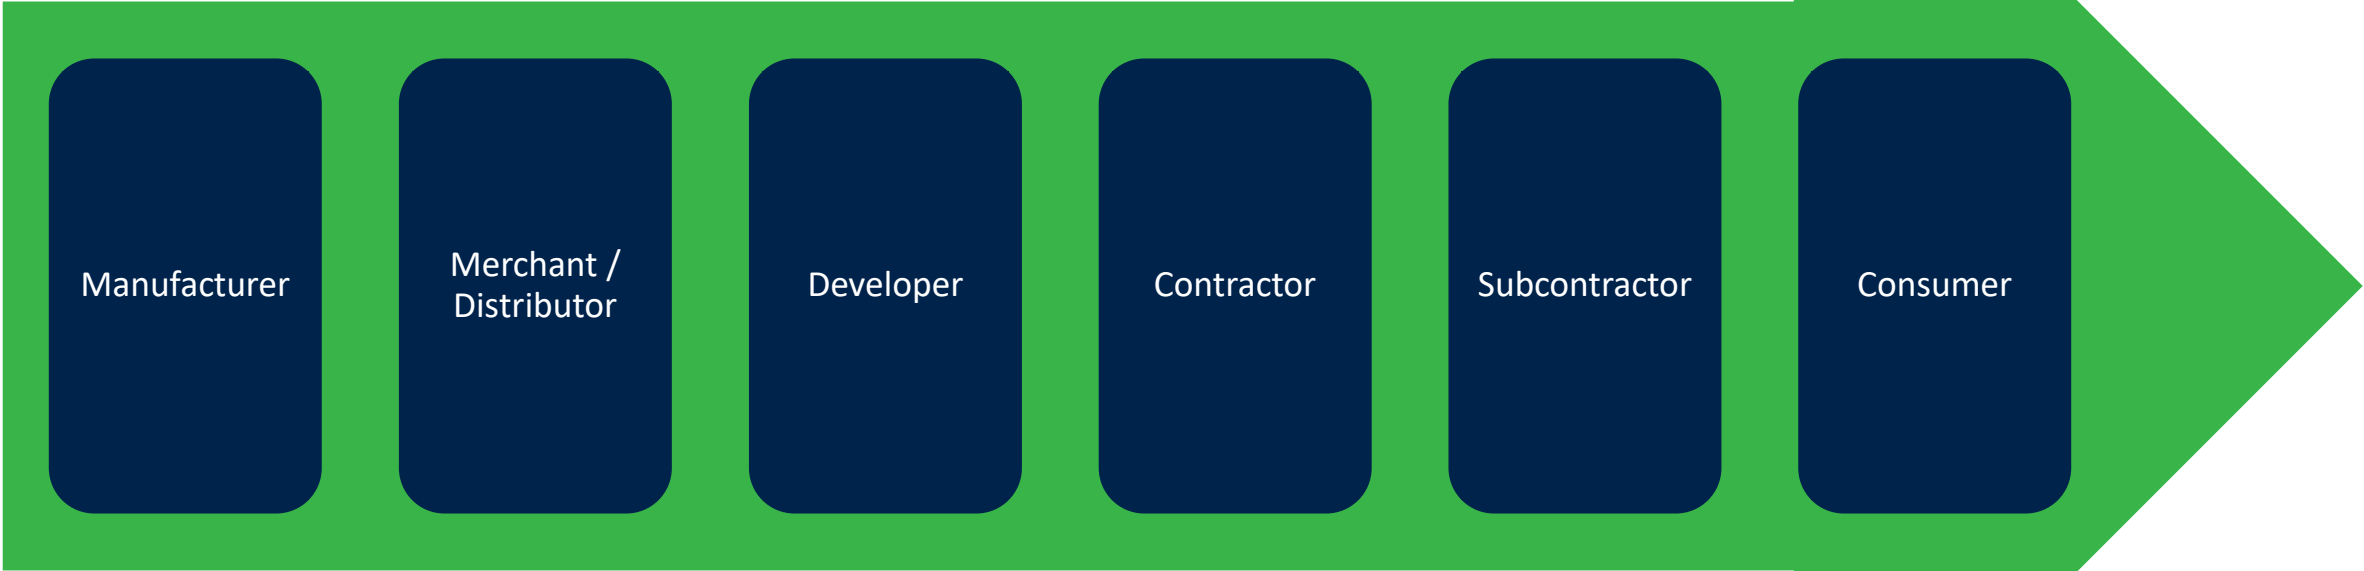 Manufacturer
Merchant /
Distributor
Developer
Contractor
Subcontractor
Consumer